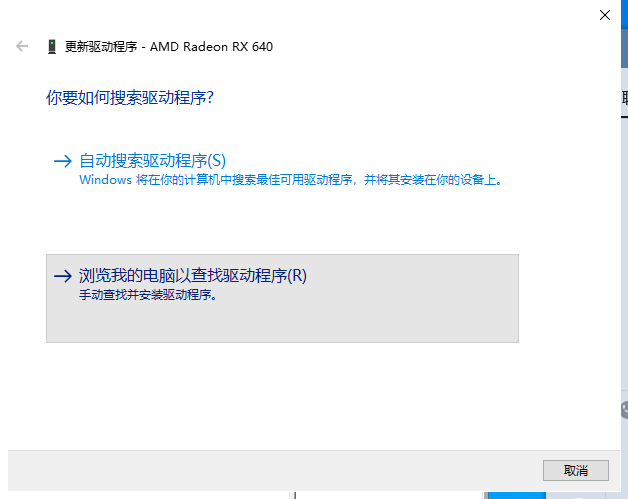 更新驱动程序 - AMD Radeon RX 640
你要如何搜索驱动程序?
自动搜索驱动程序(S)
Windows 将在你的计算机中搜索最佳可用驱动程序，并将其安装在你的设备上。
浏览我的电脑以查找驱动程序(R)
手动查找并安装驱动程序。
取消